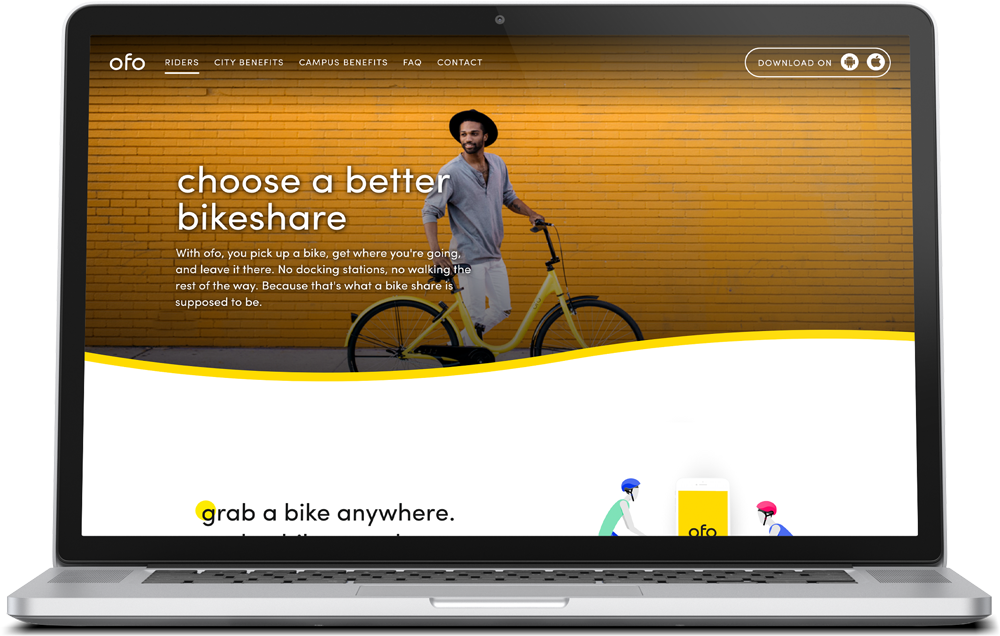 ofo RIDERS CITY BENEFITS CAMPUS BENEFITS FAQ CONTACT DOWNLOAD ON
choose a better
bikeshare
With ofo, you pick up a bike, get where you're going,
and leave it there. No docking stations, no walking the
rest of the way. Because that's what a bike share is
supposed to be.
grab a bike anywhere.
ofo